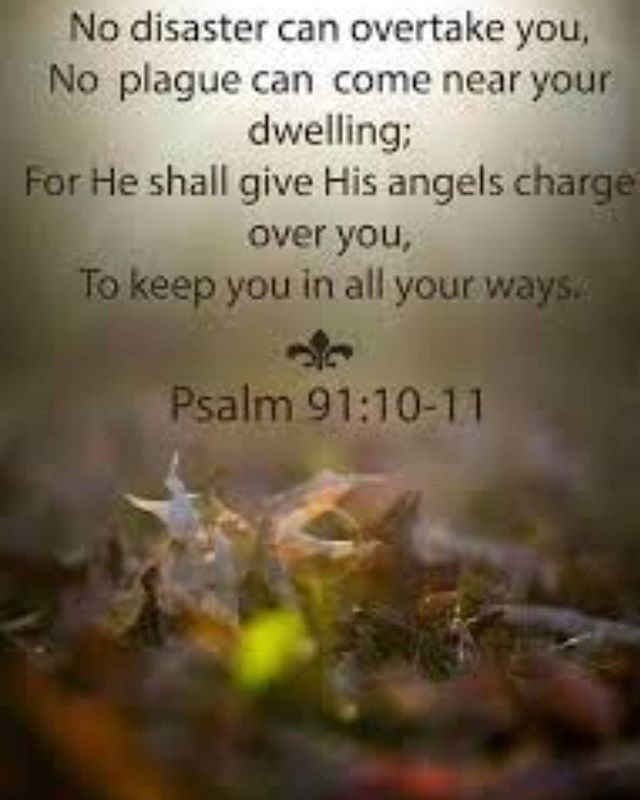 No disaster can overtake you,
No plague can come near your
dwelling;
For He shall give His angels charge
over you,
To keep you in all your ways.
Psalm 91:10-11